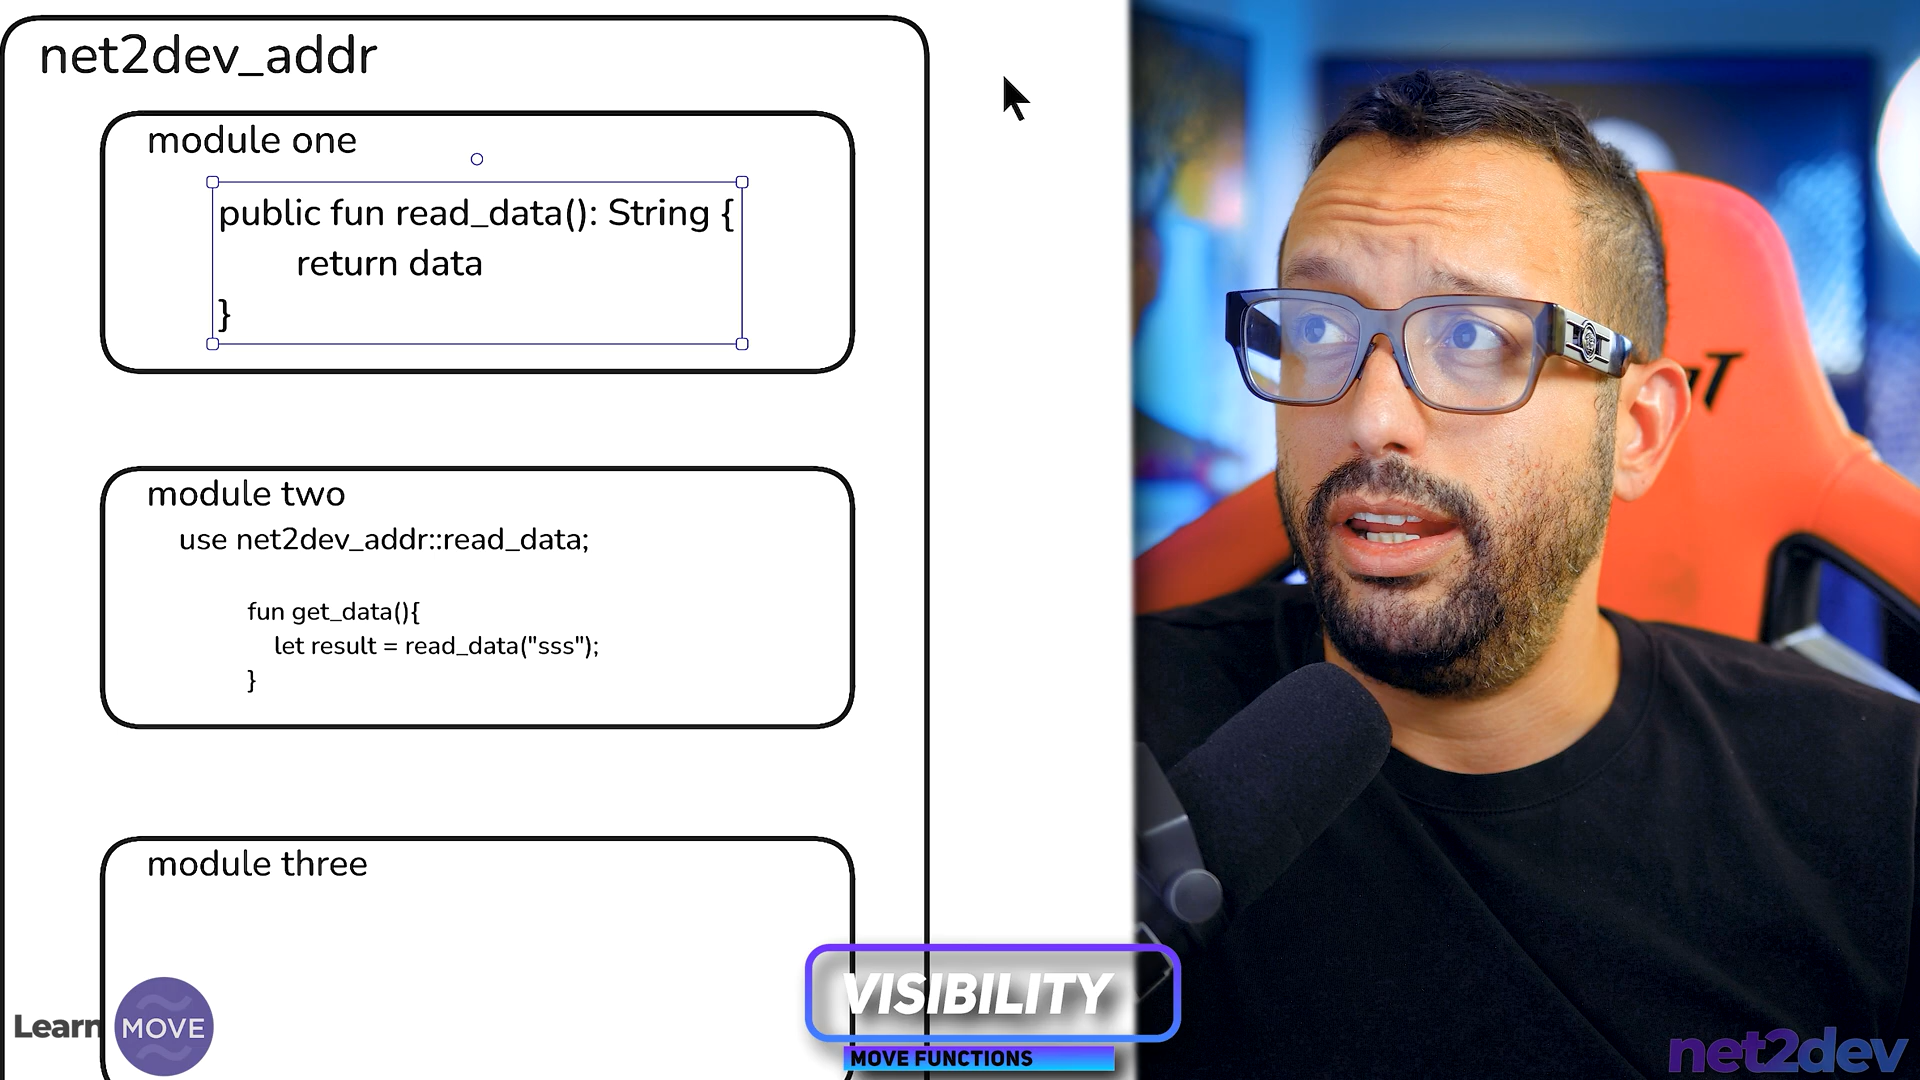 net2dev_addr
module one
public fun read_data(): String {
return data
}
module two
use net2dev_addr::read_data;
fun get_data(){
let result = read_data("sss");
}
module three
Learn MOVE
VISIBILITY
MOVE FUNCTIONS
net2dev